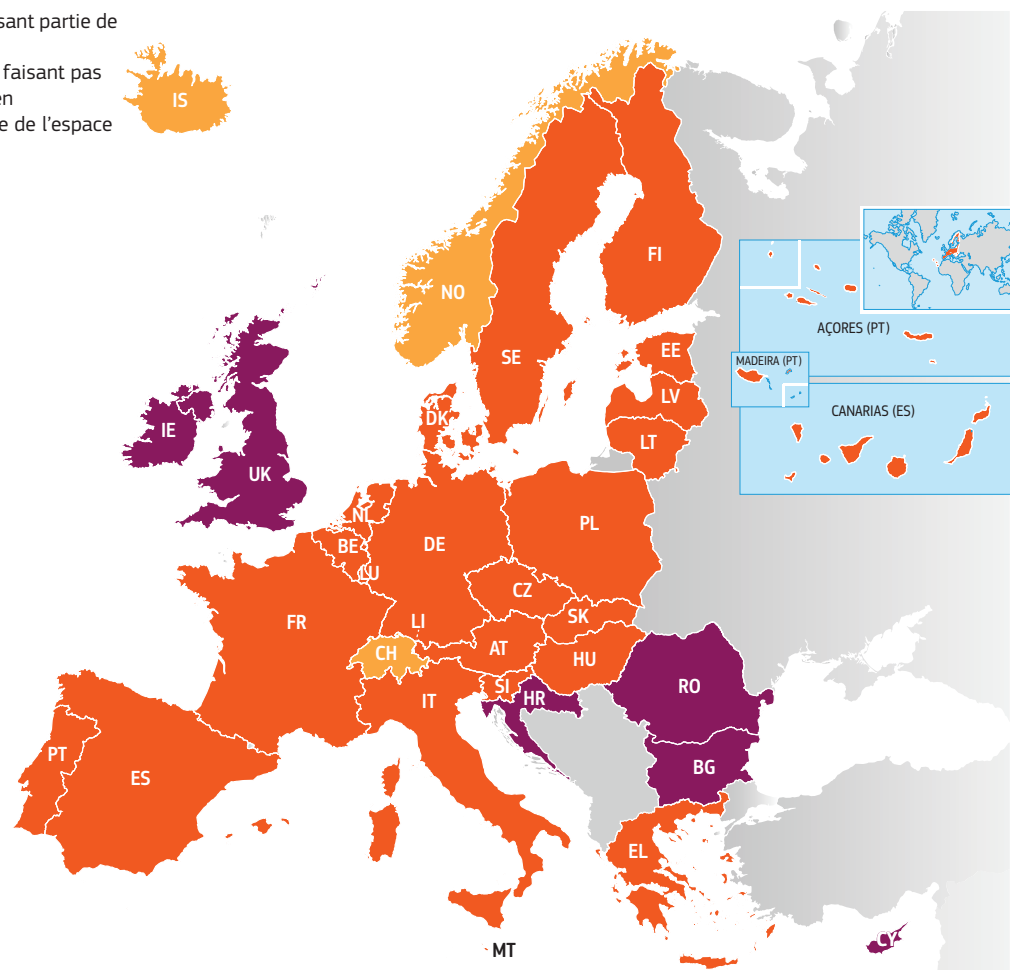 sant partie de
faisant pas
en
e de l'espace
IS
NO
FI
SE
EE
AÇORES (PT)
MADEIRA (PT)
LV
CANARIAS (ES)
DK
IE
LT
UK
NL
PL
BE
DE
LU
CZ
FR
LI
SK
CH
AT
HU
SI
RO
HR
IT
PT
BG
ES
EL
CY
MT